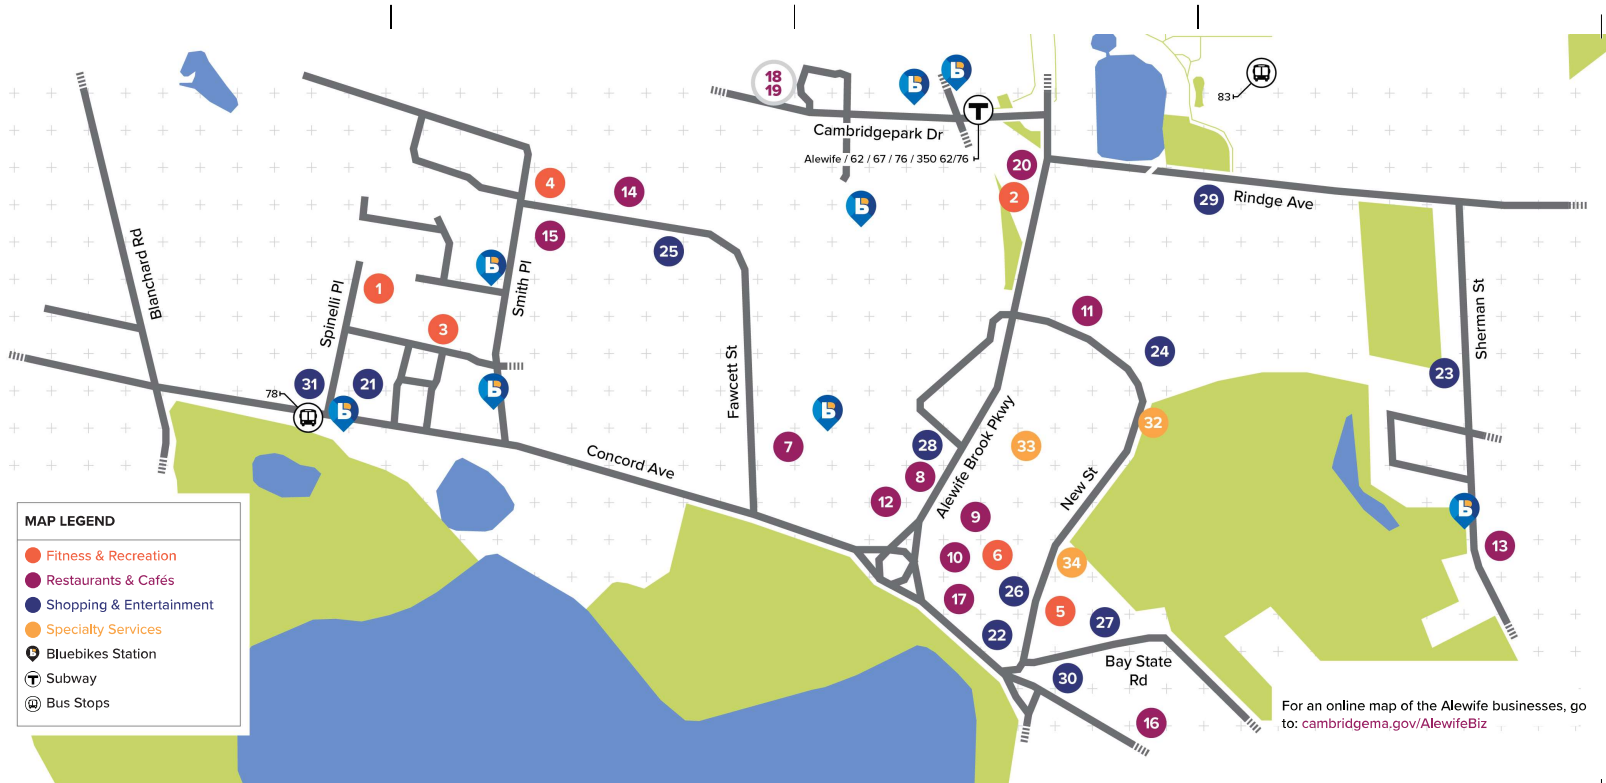 18
19
83
Cambridgepark Dr
Alewife / 62 / 67 / 76 / 350 62/76
T
20
4
14
2
29
Rindge Ave
15
25
Blanchard Rd
Smith Pl
Spinelli Pl
1
3
11
24
Sherman St
23
Fawcett St
31
21
78
Alewife Brook Pkwy
32
7
28
33
Concord Ave
8
New St
12
9
13
10
6
34
26
17
5
27
22
Bay State
Rd
30
16
MAP LEGEND
Fitness & Recreation
Restaurants & Cafés
Shopping & Entertainment
Specialty Services
Bluebikes Station
T Subway
Bus Stops
For an online map of the Alewife businesses, go
to: cambridgema.gov/AlewifeBiz